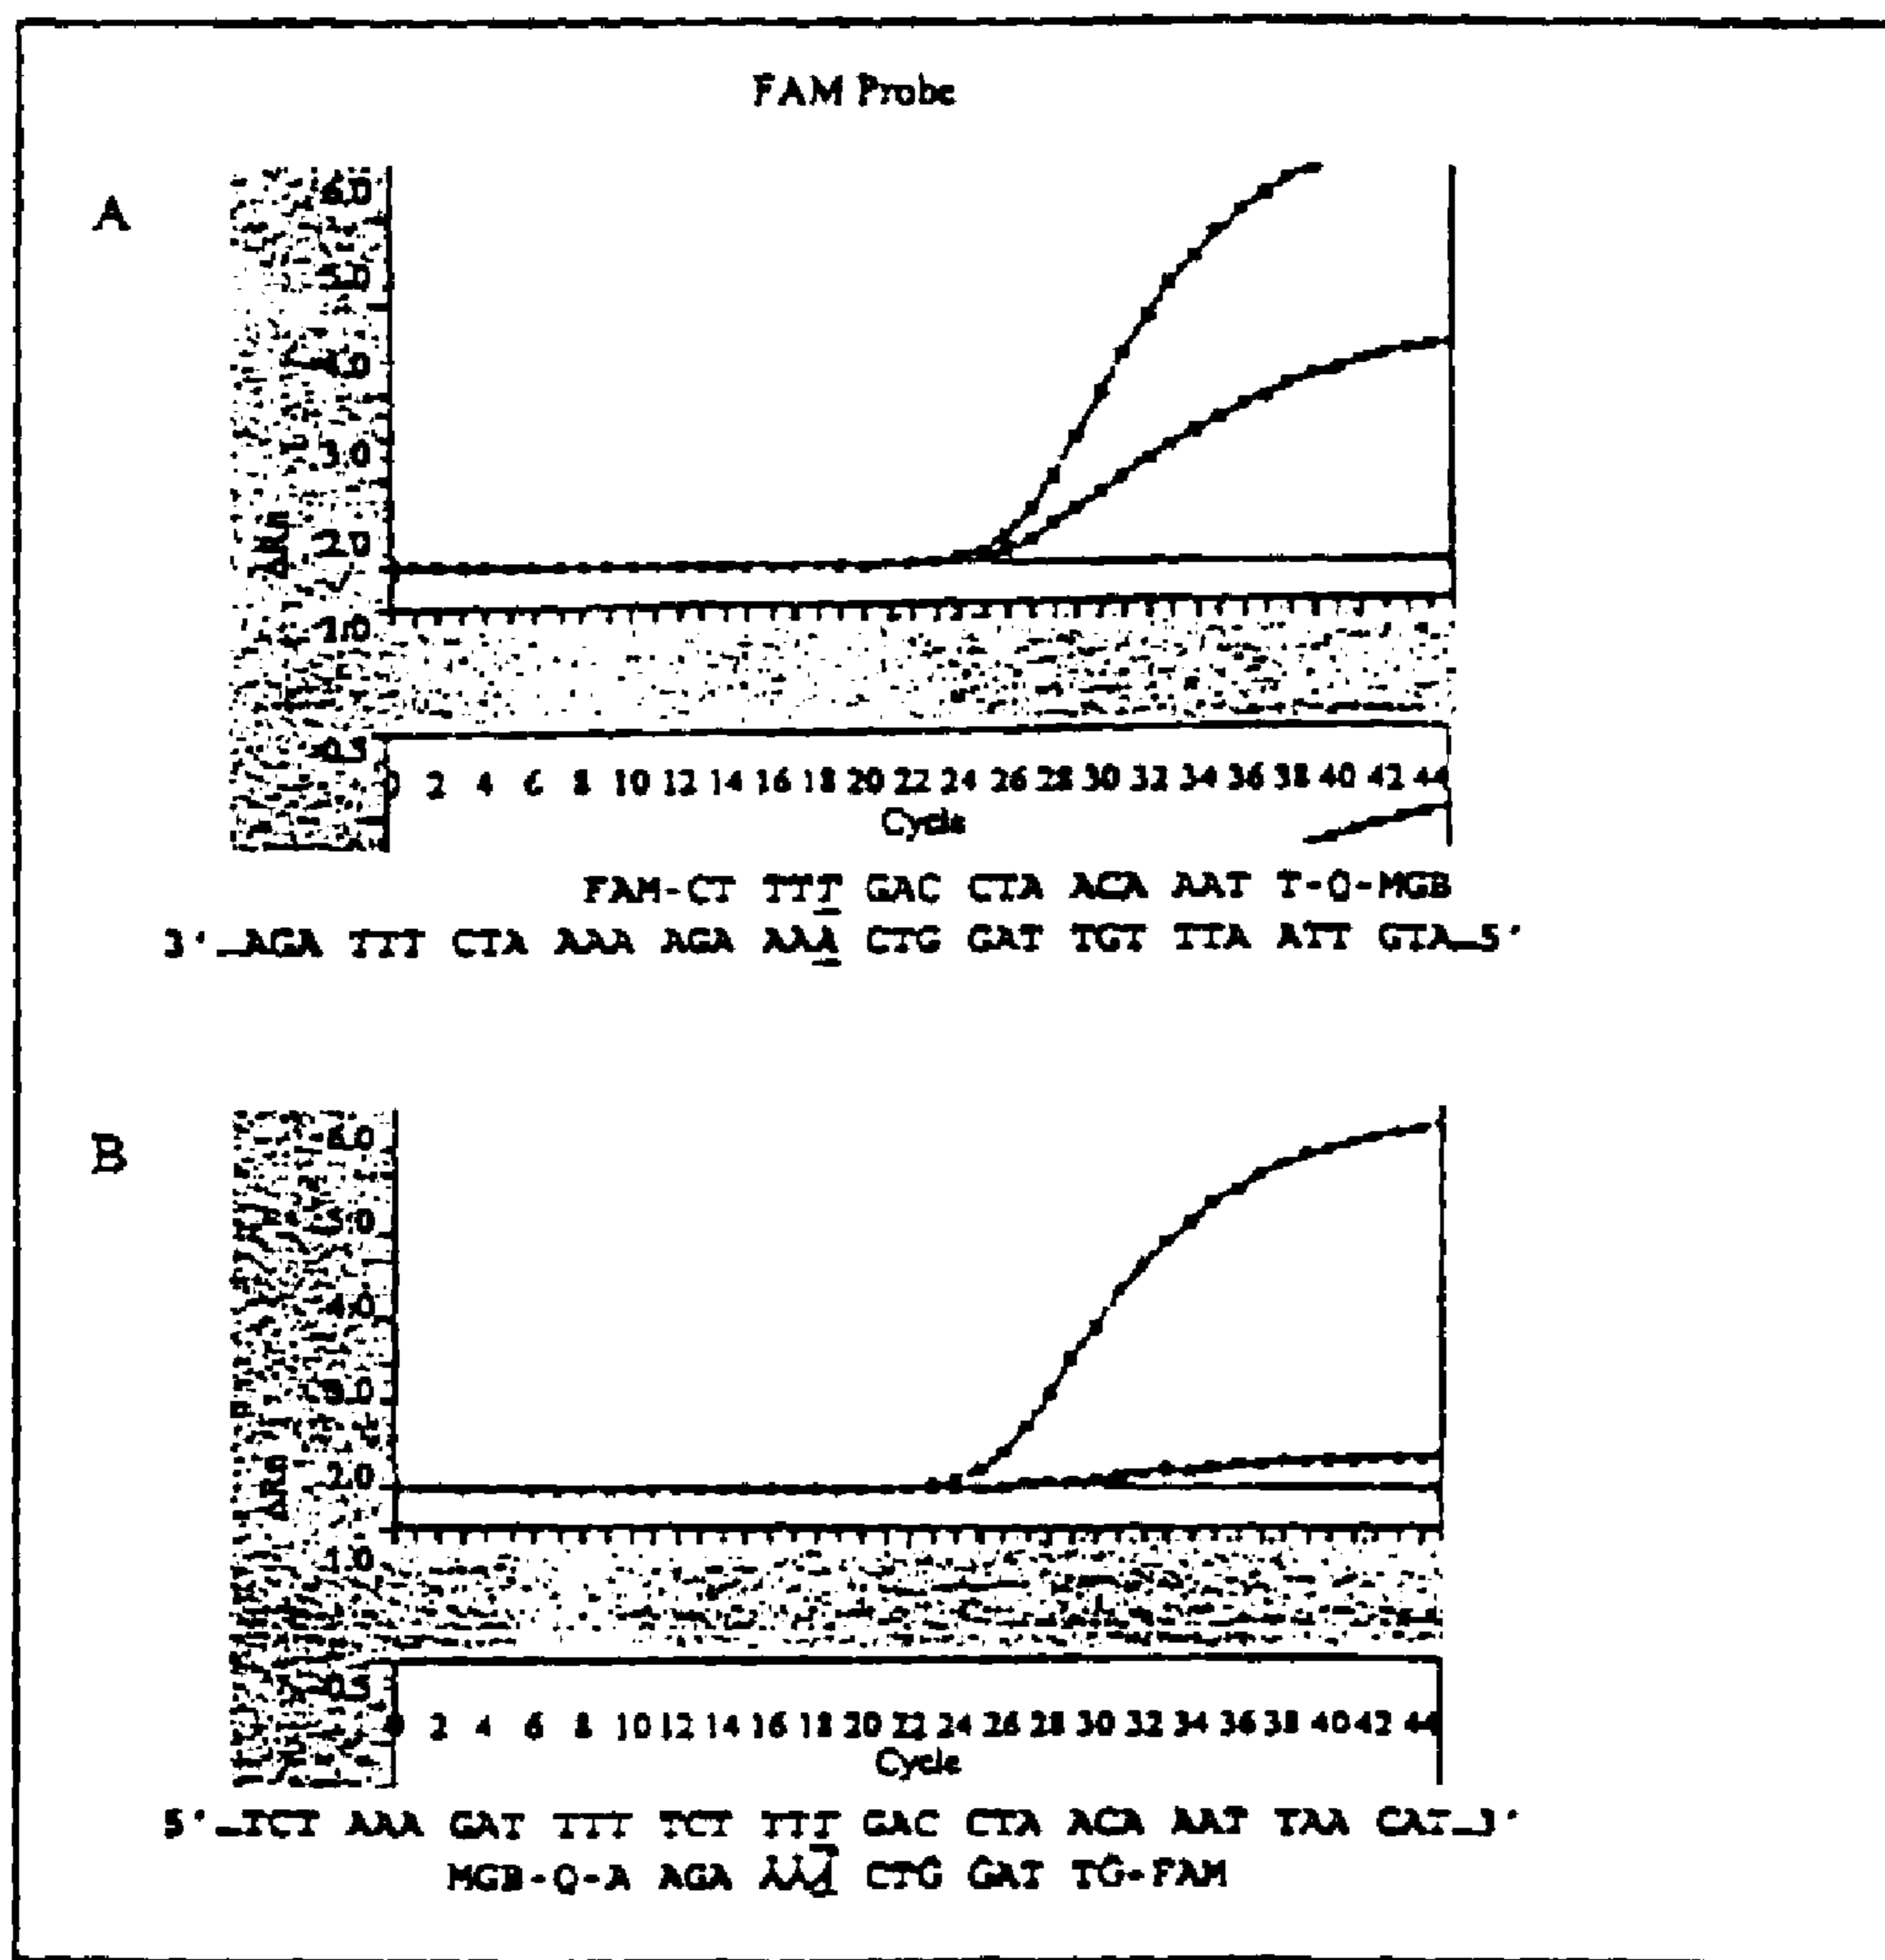 FAM Probe
A
6.0
3.0
2.0
1.0
0.5
0 2 4 6 8 10 12 14 16 18 20 22 24 26 28 30 32 34 36 38 40 42 44
Cycle
FAM-CT TTT GAC CTA ACA AAT T-Q-MGB
3'_AGA TTT CTA AAA AGA AAA CTG GAT TGT TTA ATT GTA_5'
B
6.0
5.0
4.0
3.0
2.0
1.0
0.5
0 2 4 6 8 10 12 14 16 18 20 22 24 26 28 30 32 34 36 38 40 42 44
Cycle
5'_TCT AAA GAT TTT TCT TTT GAC CTA ACA AAT TAA CAT_3'
MGB-Q-A AGA AAA CTG GAT TG-FAM